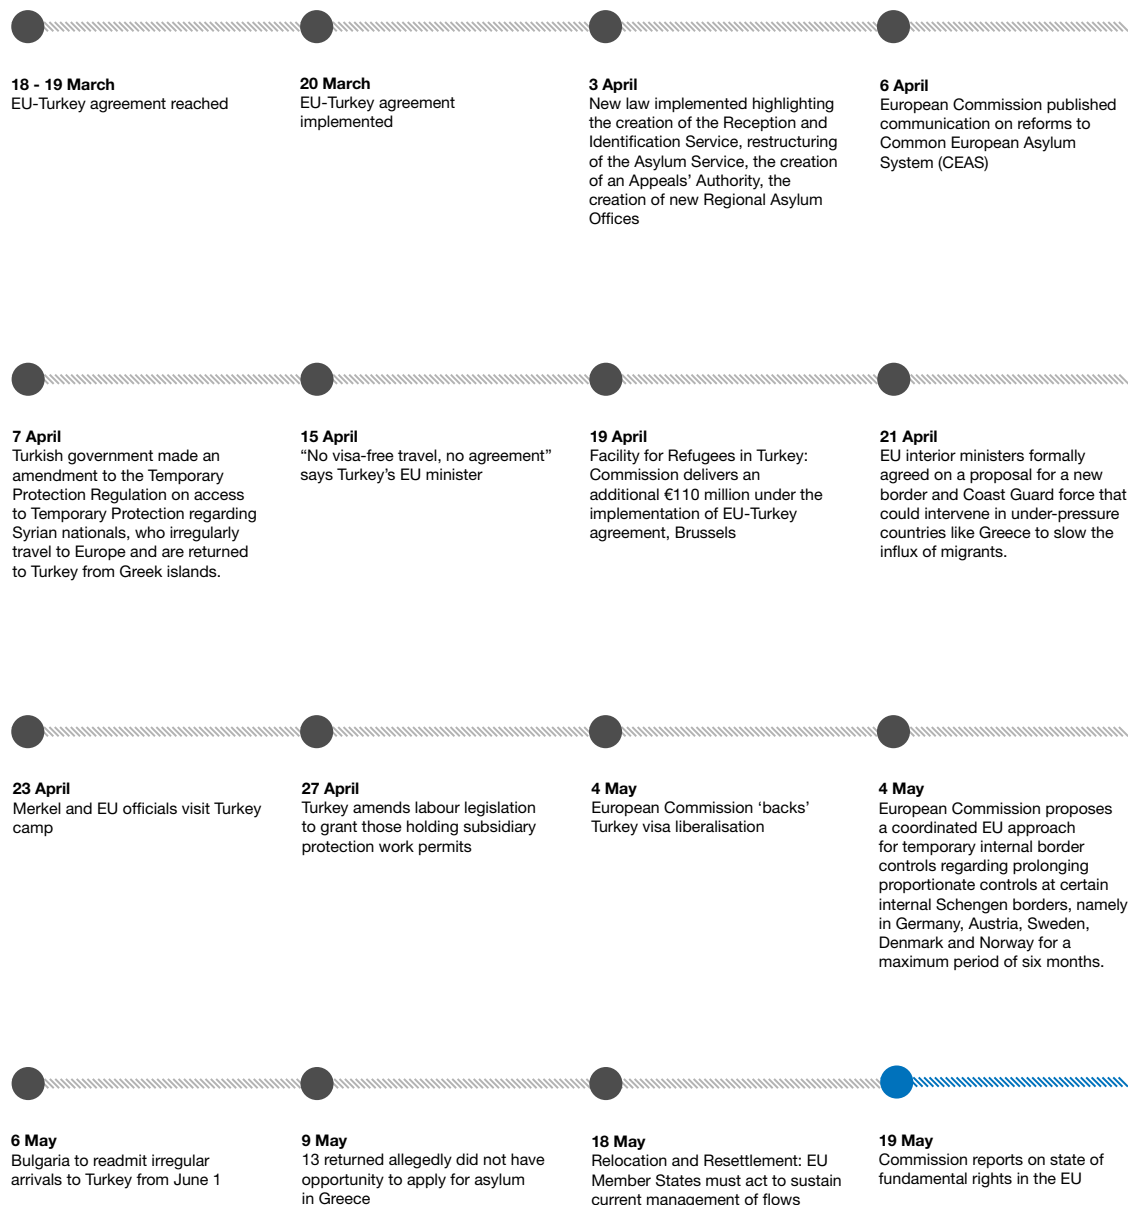 18 - 19 March
EU-Turkey agreement reached
20 March
EU-Turkey agreement
implemented
3 April
New law implemented highlighting
the creation of the Reception and
Identification Service, restructuring
of the Asylum Service, the creation
of an Appeals’ Authority, the
creation of new Regional Asylum
Offices
6 April
European Commission published
communication on reforms to
Common European Asylum
System (CEAS)
7 April
Turkish government made an
amendment to the Temporary
Protection Regulation on access
to Temporary Protection regarding
Syrian nationals, who irregularly
travel to Europe and are returned
to Turkey from Greek islands.
15 April
“No visa-free travel, no agreement”
says Turkey’s EU minister
19 April
Facility for Refugees in Turkey:
Commission delivers an
additional €110 million under the
implementation of EU-Turkey
agreement, Brussels
21 April
EU interior ministers formally
agreed on a proposal for a new
border and Coast Guard force that
could intervene in under-pressure
countries like Greece to slow the
influx of migrants.
23 April
Merkel and EU officials visit Turkey
camp
27 April
Turkey amends labour legislation
to grant those holding subsidiary
protection work permits
4 May
European Commission ‘backs’
Turkey visa liberalisation
4 May
European Commission proposes
a coordinated EU approach
for temporary internal border
controls regarding prolonging
proportionate controls at certain
internal Schengen borders, namely
in Germany, Austria, Sweden,
Denmark and Norway for a
maximum period of six months.
6 May
Bulgaria to readmit irregular
arrivals to Turkey from June 1
9 May
13 returned allegedly did not have
opportunity to apply for asylum
in Greece
18 May
Relocation and Resettlement: EU
Member States must act to sustain
current management of flows
19 May
Commission reports on state of
fundamental rights in the EU